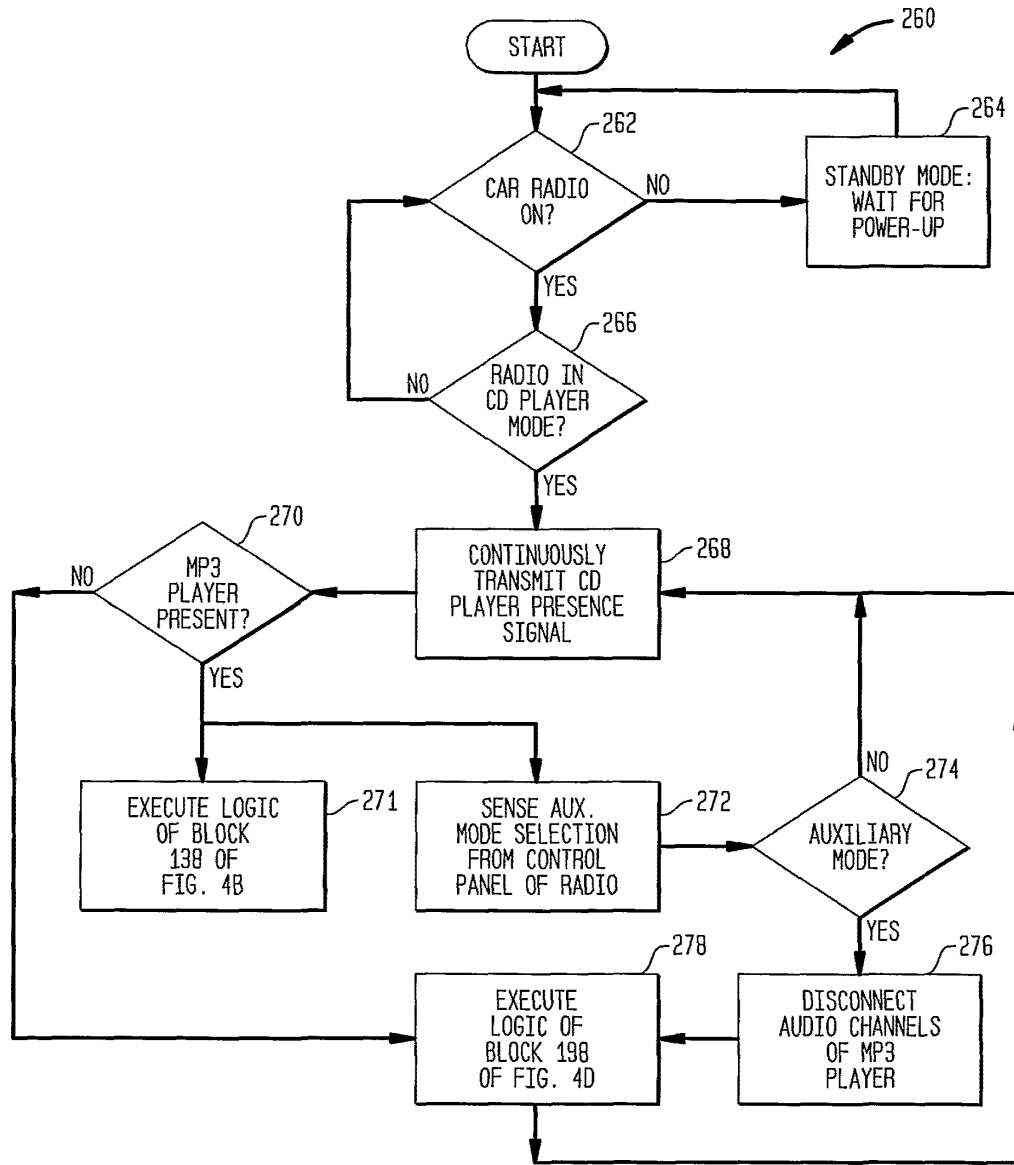 260
START
262
264
CAR RADIO
ON?
NO
STANDBY MODE:
WAIT FOR
POWER-UP
YES
266
NO
RADIO IN
CD PLAYER
MODE?
YES
270
268
NO
MP3
PLAYER
PRESENT?
CONTINUOUSLY
TRANSMIT CD
PLAYER PRESENCE
SIGNAL
YES
271
EXECUTE LOGIC
OF BLOCK
138 OF
FIG. 4B
272
SENSE AUX.
MODE SELECTION
FROM CONTROL
PANEL OF RADIO
NO
274
AUXILIARY
MODE?
YES
278
276
EXECUTE
LOGIC OF
BLOCK 198
OF FIG. 4D
DISCONNECT
AUDIO CHANNELS
OF MP3
PLAYER